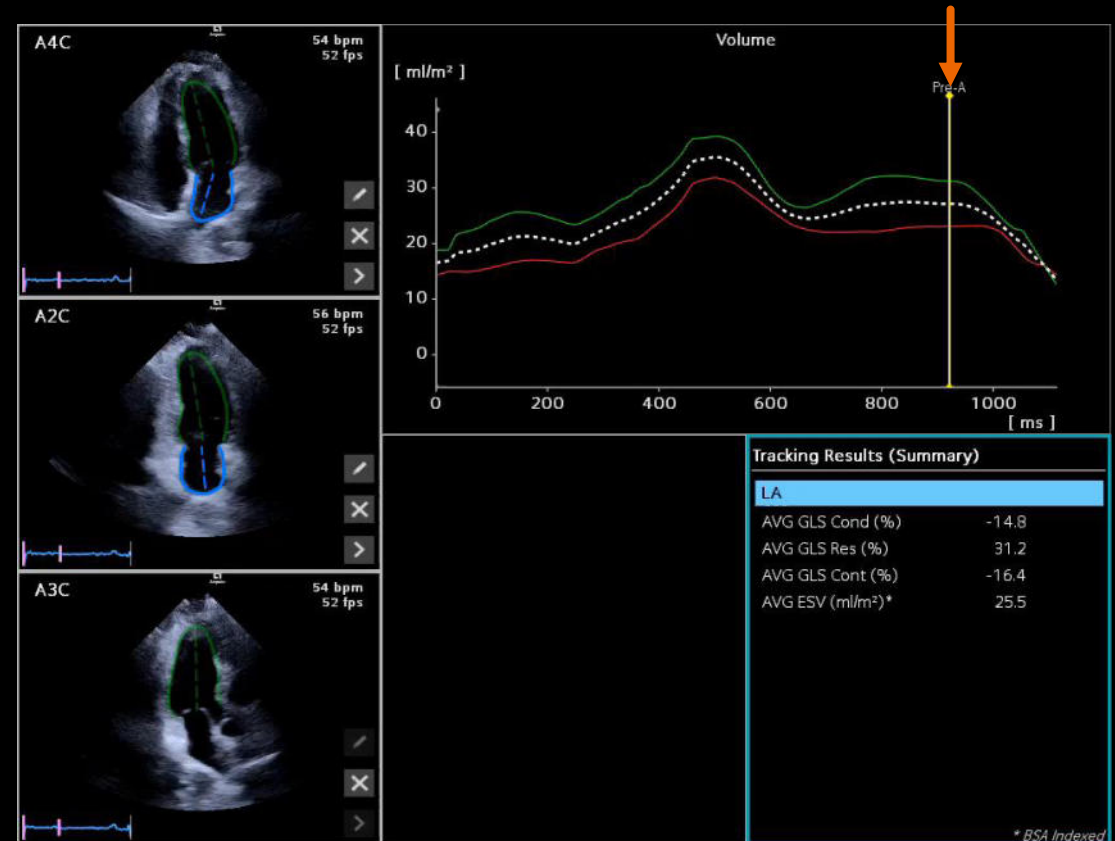 A4C
54 bpm
52 fps
A2C
56 bpm
52 fps
A3C
54 bpm
52 fps
Volume
[ ml/m² ]
Pre-A
40
30
20
10
0
0 200 400 600 800 1000
[ ms ]
Tracking Results (Summary)
LA
AVG GLS Cond (%) -14.8
AVG GLS Res (%) 31.2
AVG GLS Cont (%) -16.4
AVG ESV (ml/m²)* 25.5
* BSA Indexed